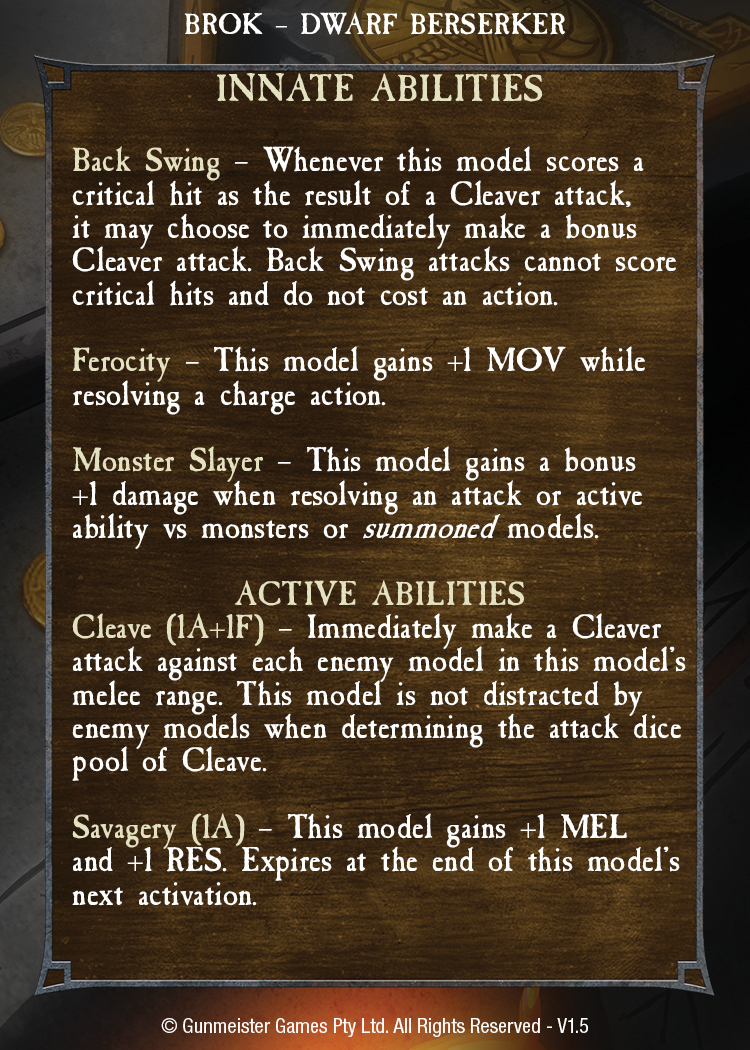 BROK – DWARF BERSERKER
INNATE ABILITIES
Back Swing – Whenever this model scores a
critical hit as the result of a Cleaver attack,
it may choose to immediately make a bonus
Cleaver attack. Back Swing attacks cannot score
critical hits and do not cost an action.
Ferocity – This model gains +1 MOV while
resolving a charge action.
Monster Slayer – This model gains a bonus
+1 damage when resolving an attack or active
ability vs monsters or summoned models.
ACTIVE ABILITIES
Cleave (1A+1F) – Immediately make a Cleaver
attack against each enemy model in this model's
melee range. This model is not distracted by
enemy models when determining the attack dice
pool of Cleave.
Savagery (1A) – This model gains +1 MEL
and +1 RES. Expires at the end of this model's
next activation.
© Gunmeister Games Pty Ltd. All Rights Reserved - V1.5